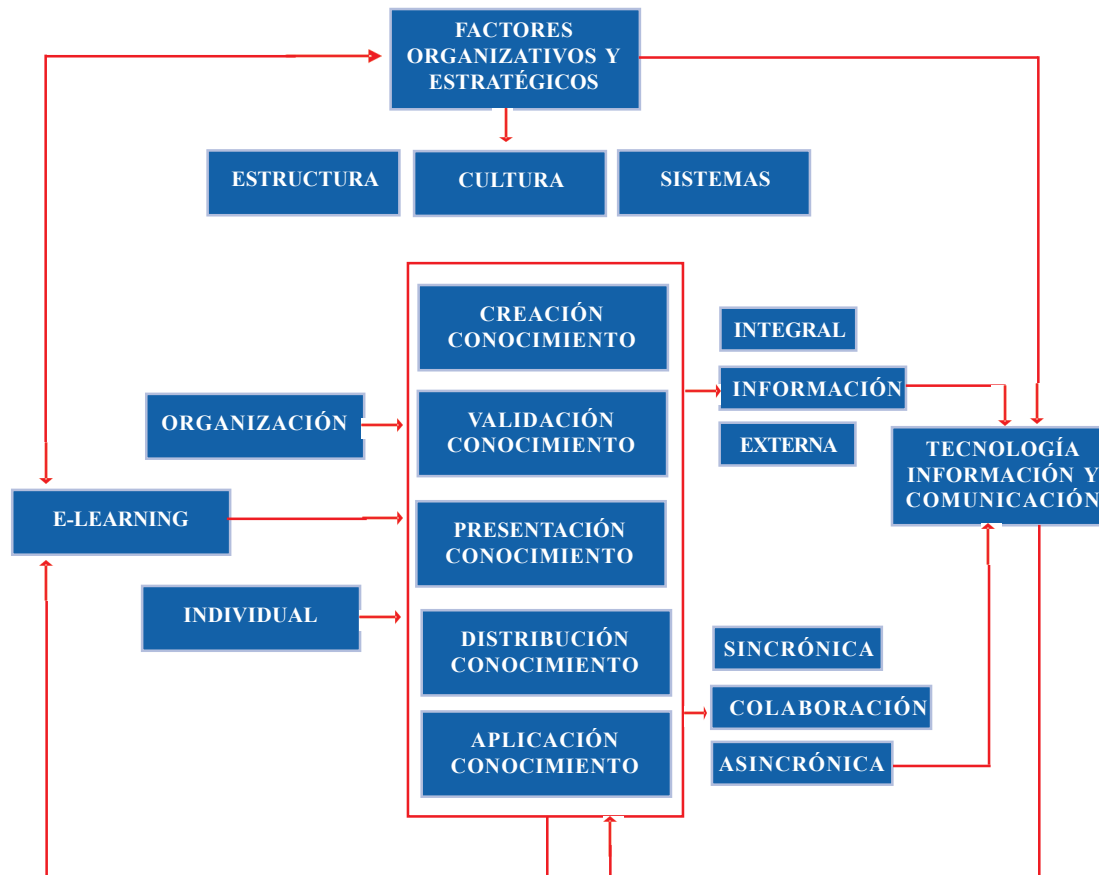 FACTORES
ORGANIZATIVOS Y
ESTRATÉGICOS
ESTRUCTURA
CULTURA
SISTEMAS
CREACIÓN
CONOCIMIENTO
INTEGRAL
INFORMACIÓN
ORGANIZACIÓN
VALIDACIÓN
CONOCIMIENTO
EXTERNA
TECNOLOGÍA
INFORMACIÓN Y
COMUNICACIÓN
E-LEARNING
PRESENTACIÓN
CONOCIMIENTO
INDIVIDUAL
DISTRIBUCIÓN
CONOCIMIENTO
SINCRÓNICA
COLABORACIÓN
APLICACIÓN
CONOCIMIENTO
ASINCRÓNICA